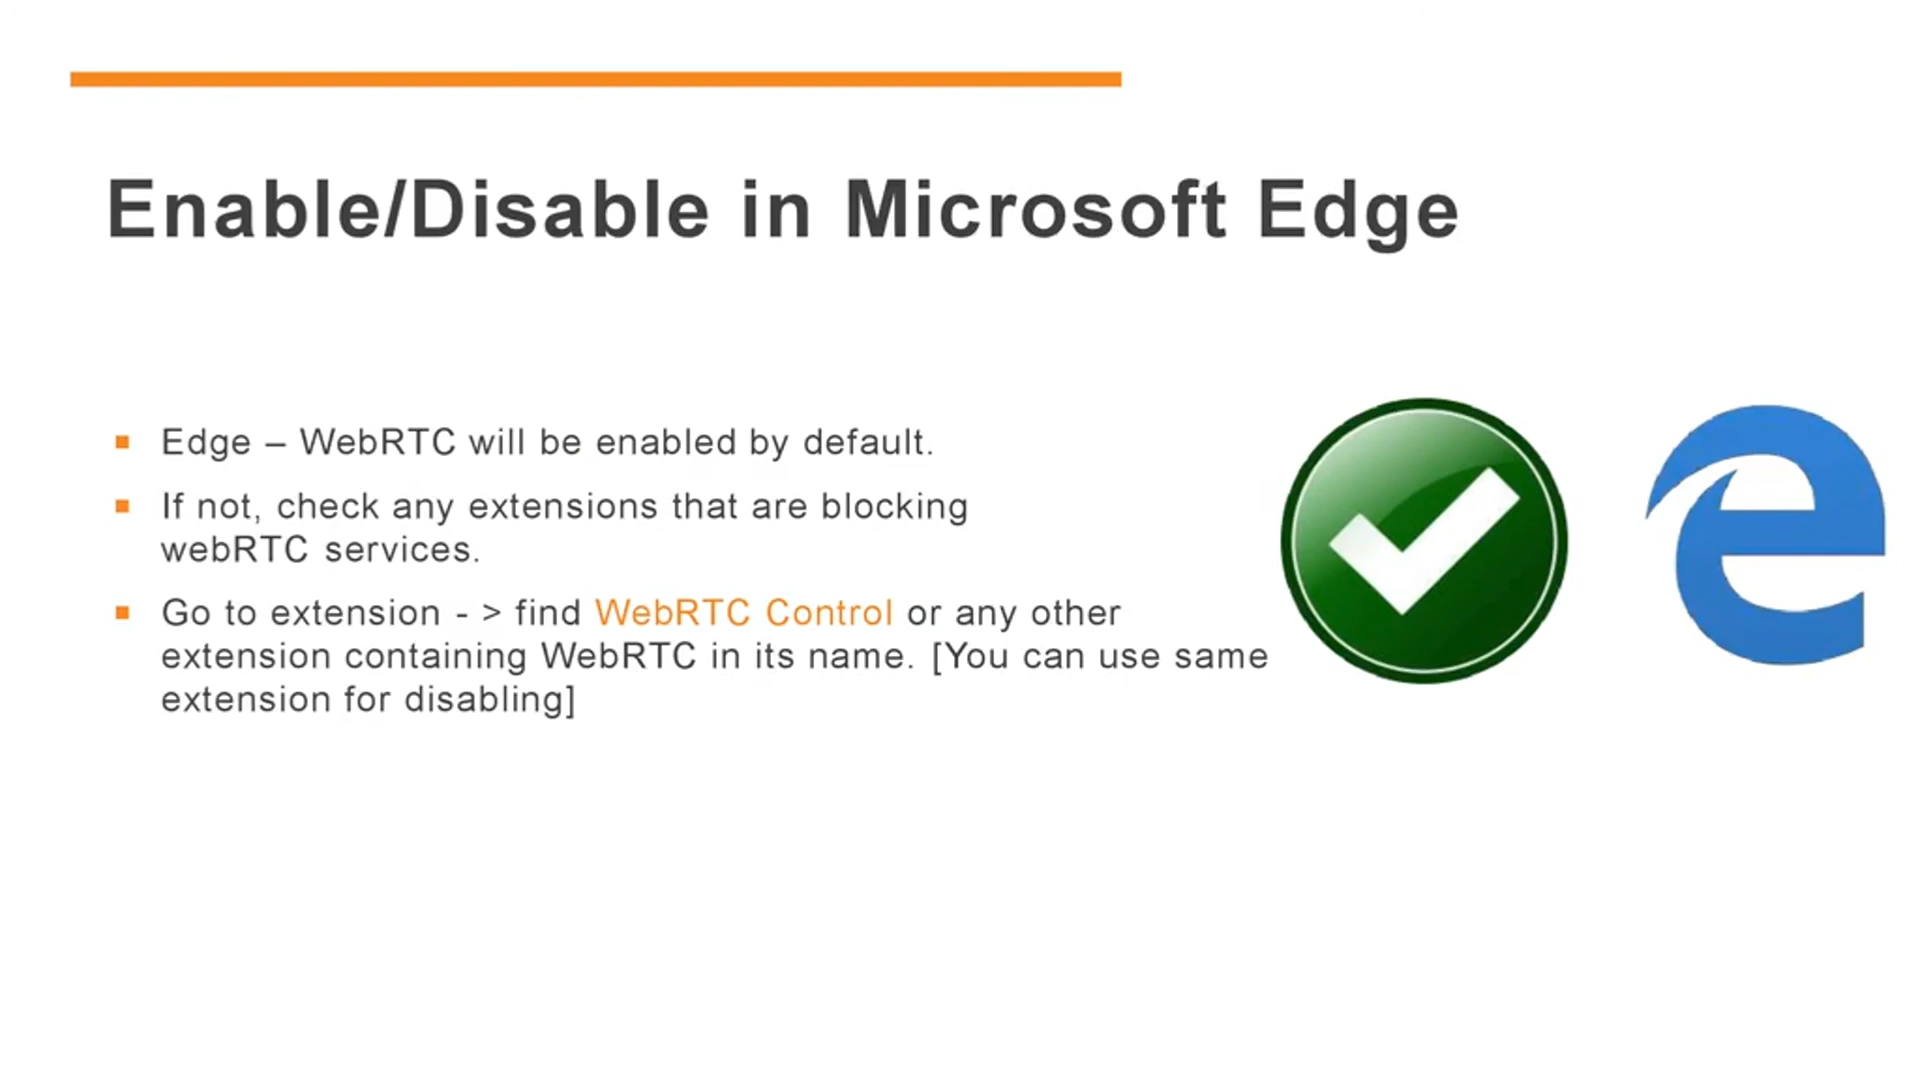 Enable/Disable in Microsoft Edge
Edge – WebRTC will be enabled by default.
If not, check any extensions that are blocking
webRTC services.
Go to extension - > find WebRTC Control or any other
extension containing WebRTC in its name. [You can use same
extension for disabling]